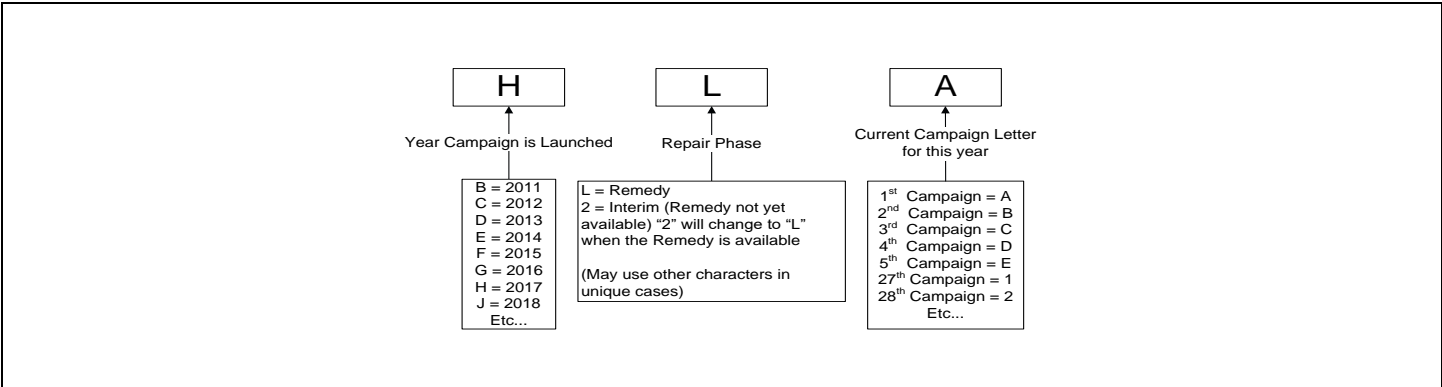 H
L
A
Year Campaign is Launched
Repair Phase
Current Campaign Letter
for this year
B = 2011
C = 2012
D = 2013
E = 2014
F = 2015
G = 2016
H = 2017
J = 2018
Etc...
L = Remedy
2 = Interim (Remedy not yet
available) “2” will change to “L”
when the Remedy is available
(May use other characters in
unique cases)
1st Campaign = A
2nd Campaign = B
3rd Campaign = C
4th Campaign = D
5th Campaign = E
27th Campaign = 1
28th Campaign = 2
Etc...